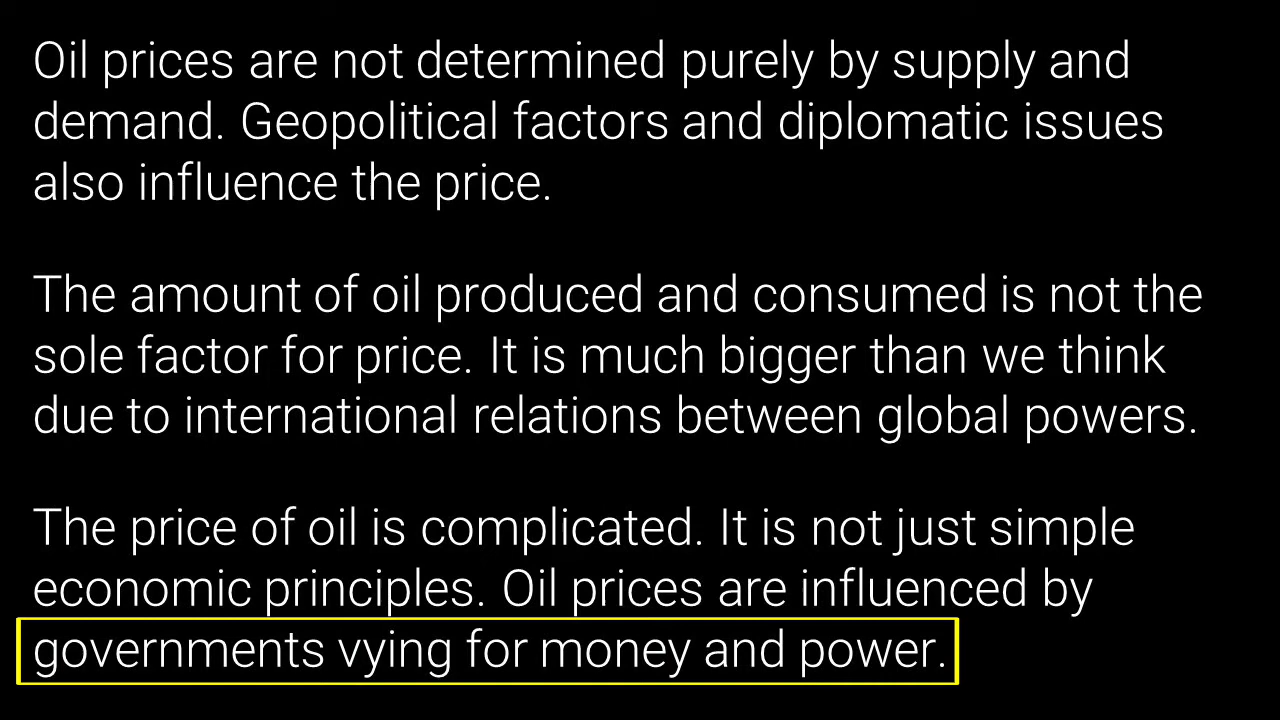 Oil prices are not determined purely by supply and
demand. Geopolitical factors and diplomatic issues
also influence the price.
The amount of oil produced and consumed is not the
sole factor for price. It is much bigger than we think
due to international relations between global powers.
The price of oil is complicated. It is not just simple
economic principles. Oil prices are influenced by
governments vying for money and power.